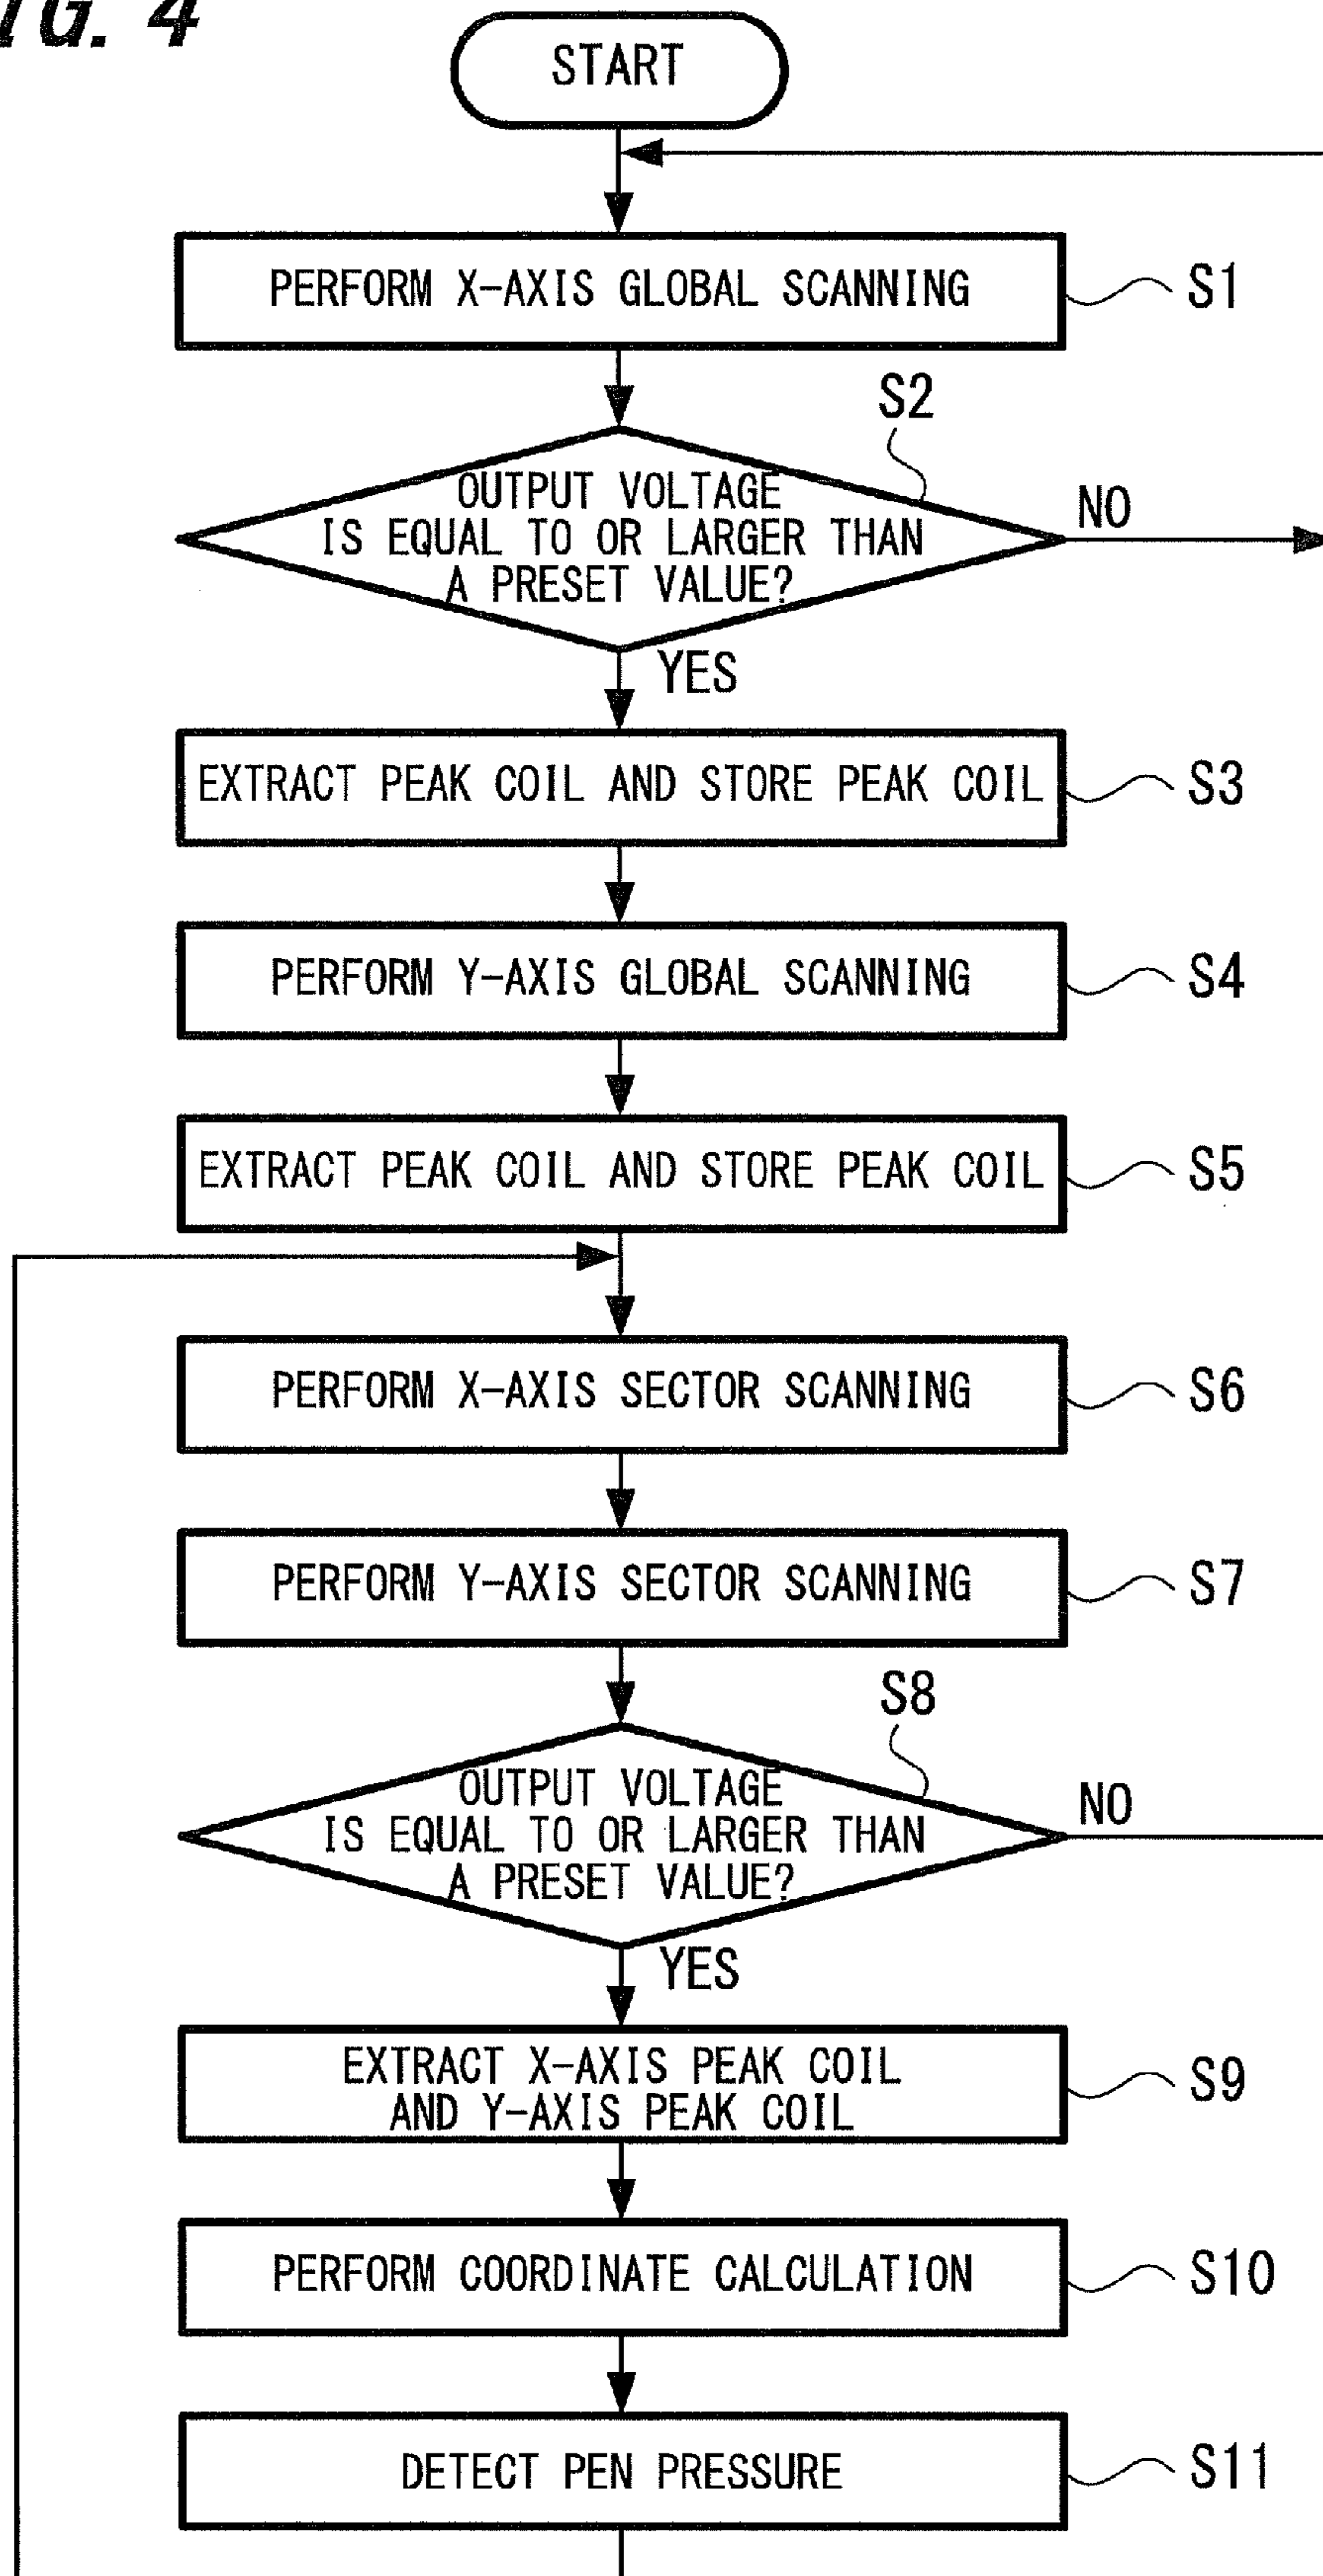 IG. 4
START
PERFORM X-AXIS GLOBAL SCANNING
S1
S2
OUTPUT VOLTAGE
IS EQUAL TO OR LARGER THAN
A PRESET VALUE?
NO
YES
EXTRACT PEAK COIL AND STORE PEAK COIL
S3
PERFORM Y-AXIS GLOBAL SCANNING
S4
EXTRACT PEAK COIL AND STORE PEAK COIL
S5
PERFORM X-AXIS SECTOR SCANNING
S6
PERFORM Y-AXIS SECTOR SCANNING
S7
S8
OUTPUT VOLTAGE
IS EQUAL TO OR LARGER THAN
A PRESET VALUE?
NO
YES
EXTRACT X-AXIS PEAK COIL
AND Y-AXIS PEAK COIL
S9
PERFORM COORDINATE CALCULATION
S10
DETECT PEN PRESSURE
S11